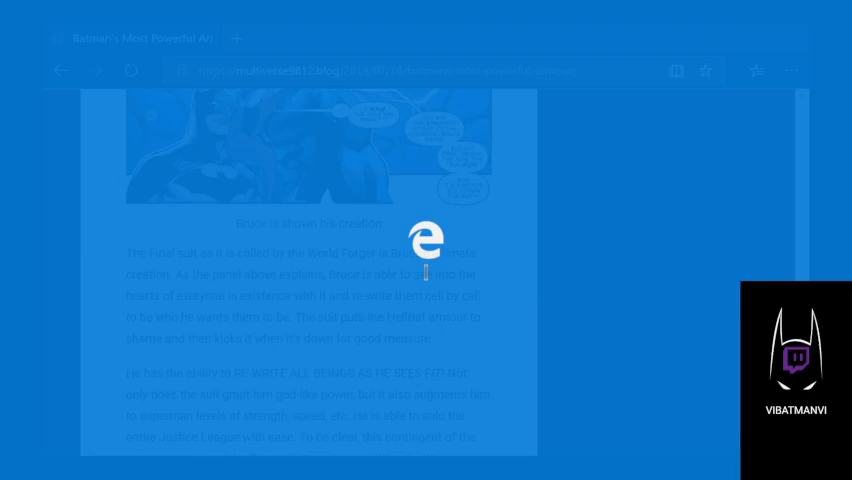 Batman's Most Powerful Arr
multiverse9812.blog
Bruce is shown his creation
The Final suit as it is called by the World Forger is
creation. As the panel above explains, Bruce is able to into the
hearts of everyone in existence with it and re-write them cell by cell
to be who he wants them to be. The suit puts the Hellbat armour to
shame and then kicks it when it's down for good measure.
He has the ability to RE-WRITE ALL BEINGS AS HE SEES FIT! Not
only does the suit grant him god-like power, but it also augments him
to superman levels of strength, speed, etc. He is able to solo the
entire Justice League with ease. To be clear, this contingent of the
VIBATMANVI